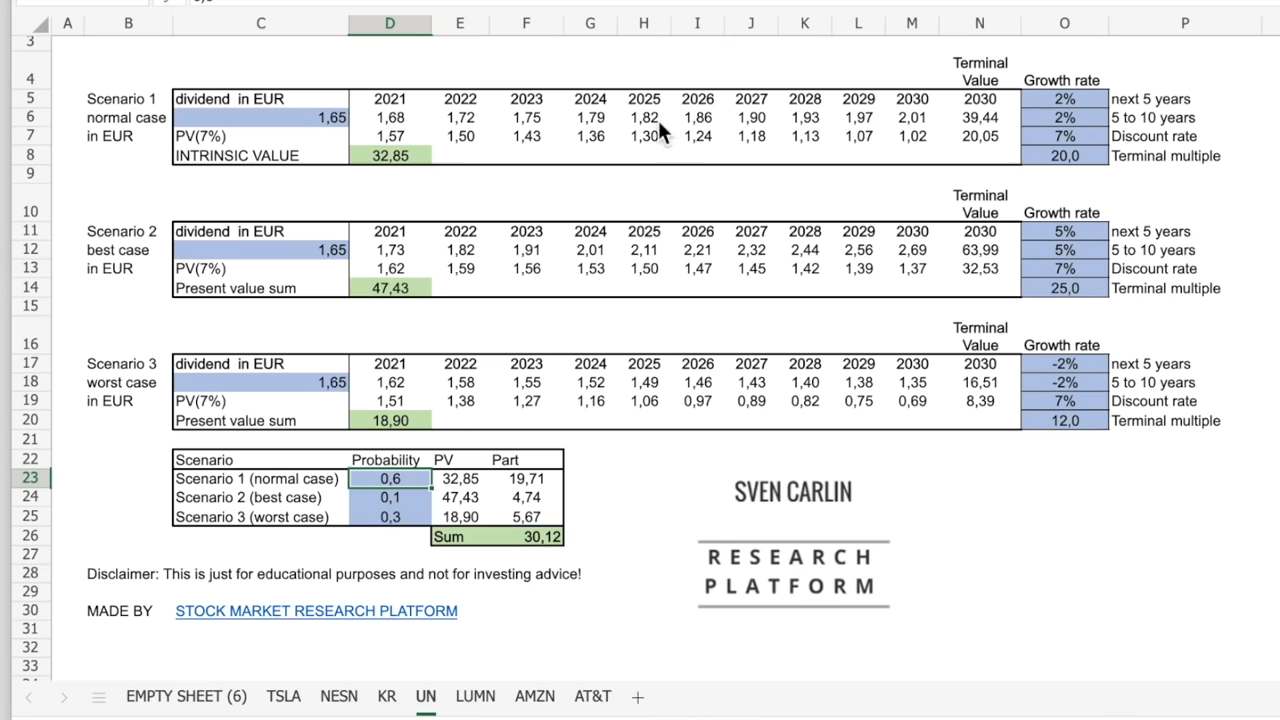 A B C D E F G H I J K L M N O P
3
Terminal
4 Value Growth rate
5 Scenario 1 dividend in EUR 2021 2022 2023 2024 2025 2026 2027 2028 2029 2030 2030 2% next 5 years
6 normal case 1,65 1,68 1,72 1,75 1,79 1,82 1,86 1,90 1,93 1,97 2,01 39,44 2% 5 to 10 years
7 in EUR PV(7%) 1,57 1,50 1,43 1,36 1,30 1,24 1,18 1,13 1,07 1,02 20,05 7% Discount rate
8 INTRINSIC VALUE 32,85 20,0 Terminal multiple
9
Terminal
10 Value Growth rate
11 Scenario 2 dividend in EUR 2021 2022 2023 2024 2025 2026 2027 2028 2029 2030 2030 5% next 5 years
12 best case 1,65 1,73 1,82 1,91 2,01 2,11 2,21 2,32 2,44 2,56 2,69 63,99 5% 5 to 10 years
13 in EUR PV(7%) 1,62 1,59 1,56 1,53 1,50 1,47 1,45 1,42 1,39 1,37 32,53 7% Discount rate
14 Present value sum 47,43 25,0 Terminal multiple
15
Terminal
16 Value Growth rate
17 Scenario 3 dividend in EUR 2021 2022 2023 2024 2025 2026 2027 2028 2029 2030 2030 -2% next 5 years
18 worst case 1,65 1,62 1,58 1,55 1,52 1,49 1,46 1,43 1,40 1,38 1,35 16,51 -2% 5 to 10 years
19 in EUR PV(7%) 1,51 1,38 1,27 1,16 1,06 0,97 0,89 0,82 0,75 0,69 8,39 7% Discount rate
20 Present value sum 18,90 12,0 Terminal multiple
21
22 Scenario Probability PV Part
23 Scenario 1 (normal case) 0,6 32,85 19,71
24 Scenario 2 (best case) 0,1 47,43 4,74
25 Scenario 3 (worst case) 0,3 18,90 5,67
26 Sum 30,12
SVEN CARLIN
RESEARCH
PLATFORM
27
28 Disclaimer: This is just for educational purposes and not for investing advice!
29
30 MADE BY STOCK MARKET RESEARCH PLATFORM
31
32
33
EMPTY SHEET (6) TSLA NESN KR UN LUMN AMZN AT&T +